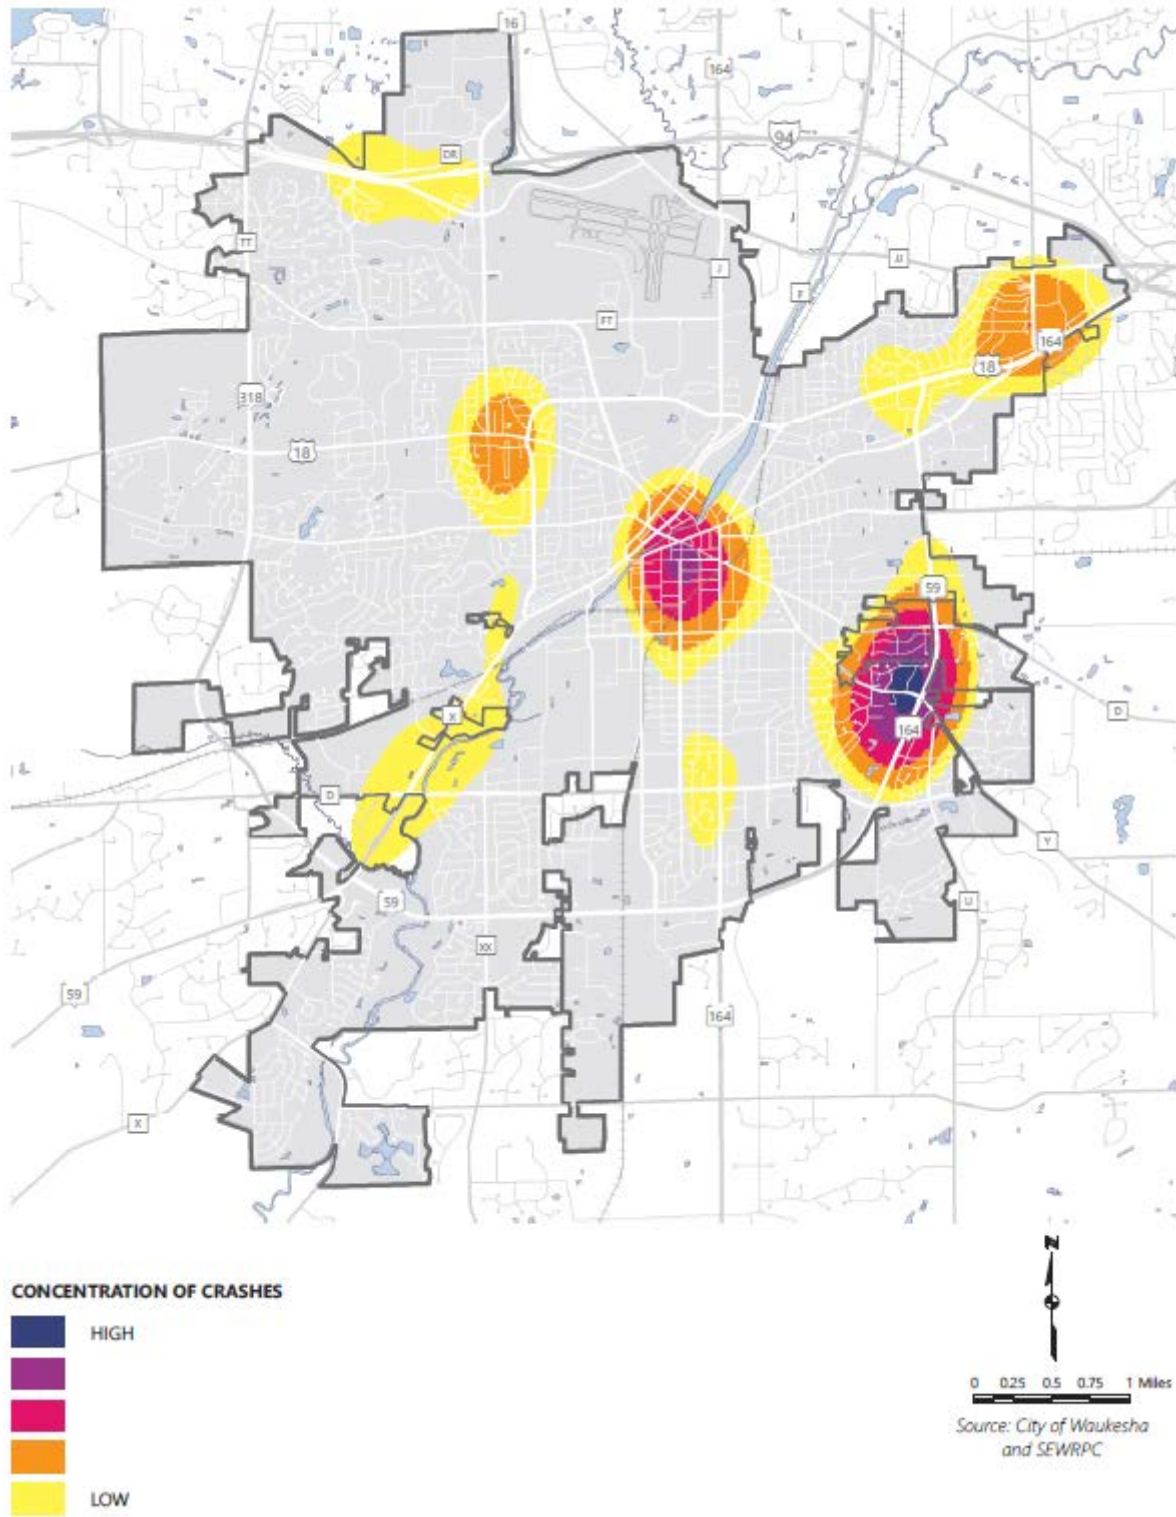 16
164
94
DR
TT
J
JJ
F
FT
164
18
318
18
59
X
164
D
D
Y
59
U
XX
59
164
X
CONCENTRATION OF CRASHES
HIGH
LOW
N
0 0.25 0.5 0.75 1 Miles
Source: City of Waukesha
and SEWRPC